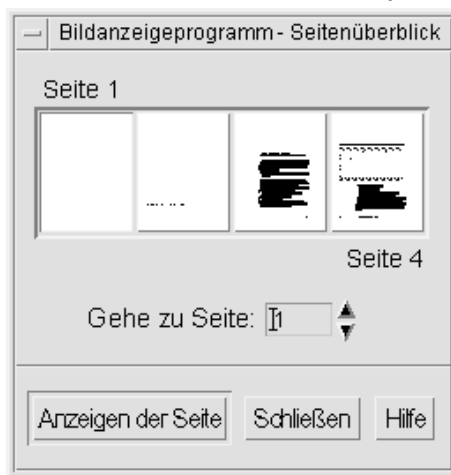 Bildanzeigeprogramm - Seitenüberblick
Seite 1
Seite 4
Gehe zu Seite: 1
Anzeigen der Seite Schließen Hilfe